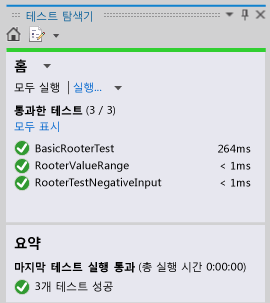 테스트 탐색기
홈
모두 실행 | 실행...
통과한 테스트 (3 / 3)
모두 표시
BasicRooterTest 264ms
RooterValueRange < 1ms
RooterTestNegativeInput < 1ms
요약
마지막 테스트 실행 통과 (총 실행 시간 0:00:00)
3개 테스트 성공